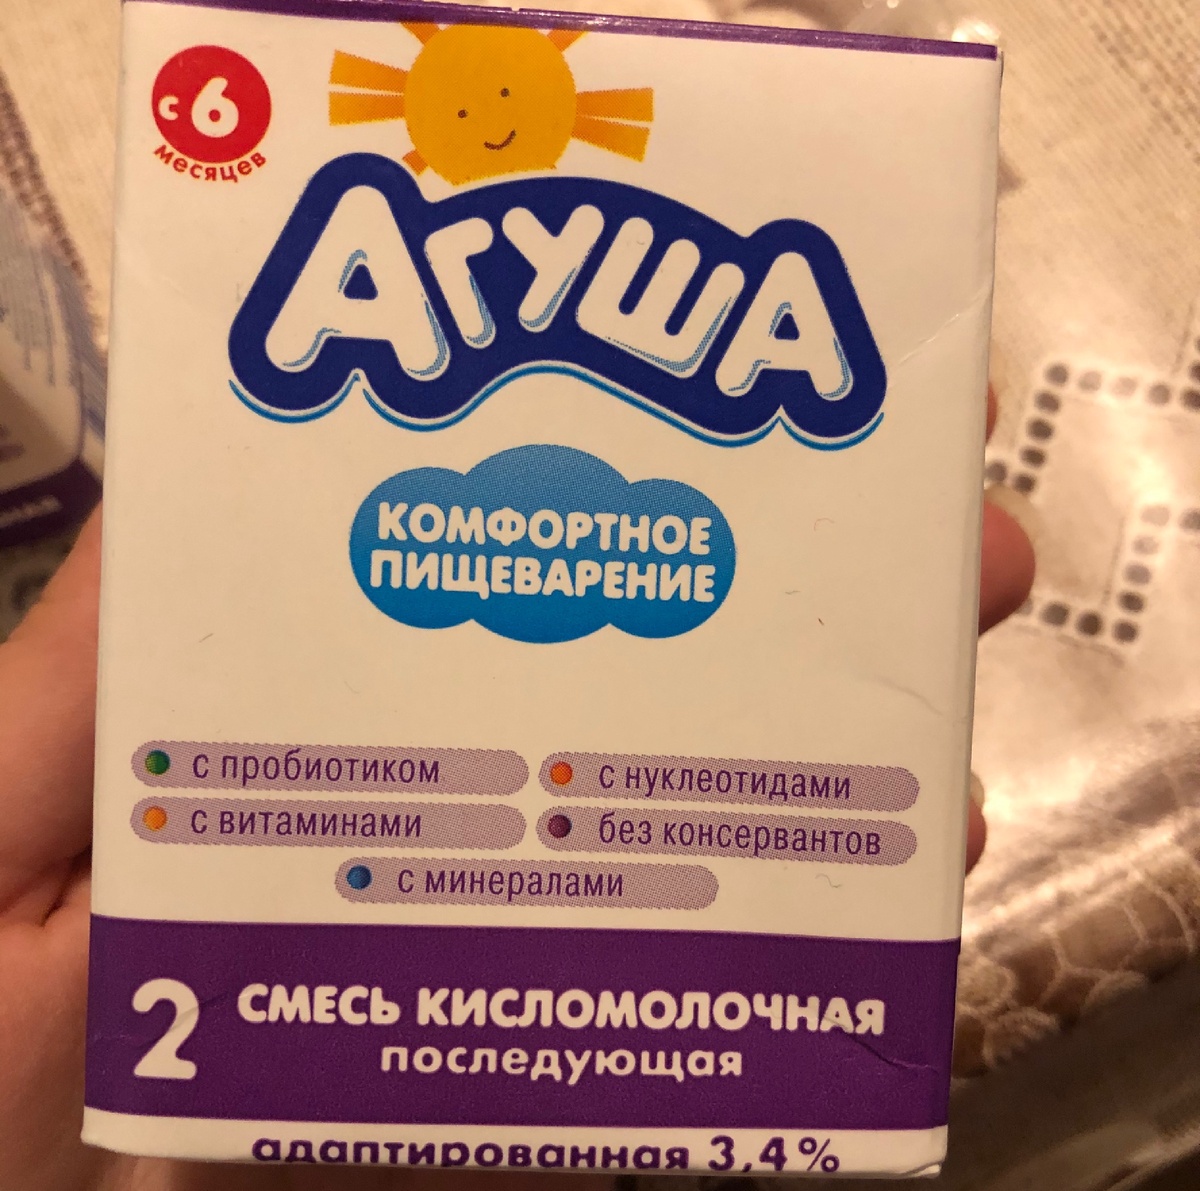 с 6
месяцев
Агуша
КОМФОРТНОЕ
ПИЩЕВАРЕНИЕ
с пробиотиком
с нуклеотидами
с витаминами
без консервантов
с минералами
2 СМЕСЬ КИСЛОМОЛОЧНАЯ
последующая
адаптированная 3,4%